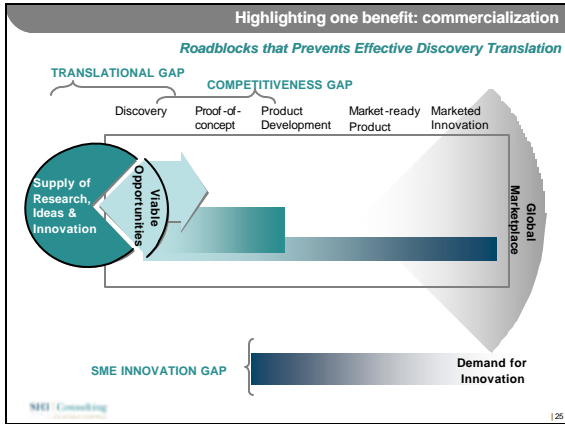 Highlighting one benefit: commercialization
Roadblocks that Prevents Effective Discovery Translation
TRANSLATIONAL GAP
COMPETITIVENESS GAP
Discovery
Proof-of-
concept
Product
Development
Market-ready
Product
Marketed
Innovation
Supply of
Research,
Ideas &
Innovation
Viable
Opportunities
Global
Marketplace
SME INNOVATION GAP
Demand for
Innovation
Consulting
| 25